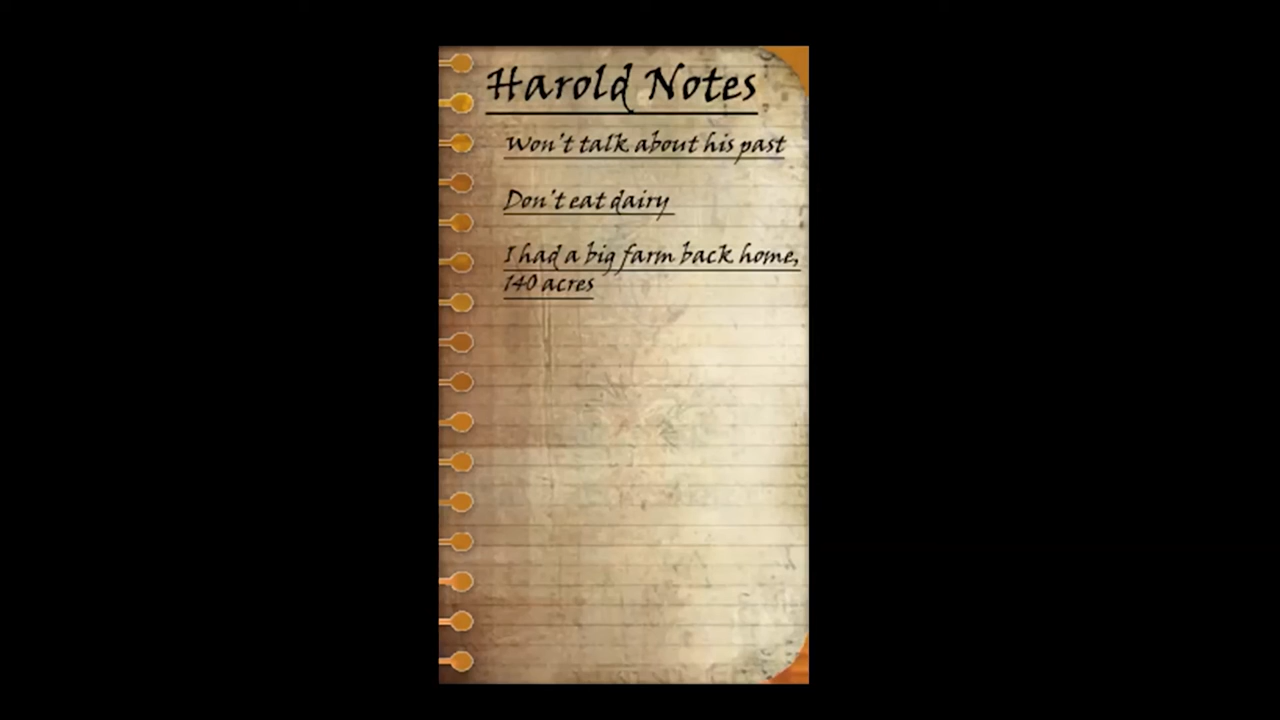 Harold Notes
Won't talk about his past
Don't eat dairy
I had a big farm back home,
140 acres